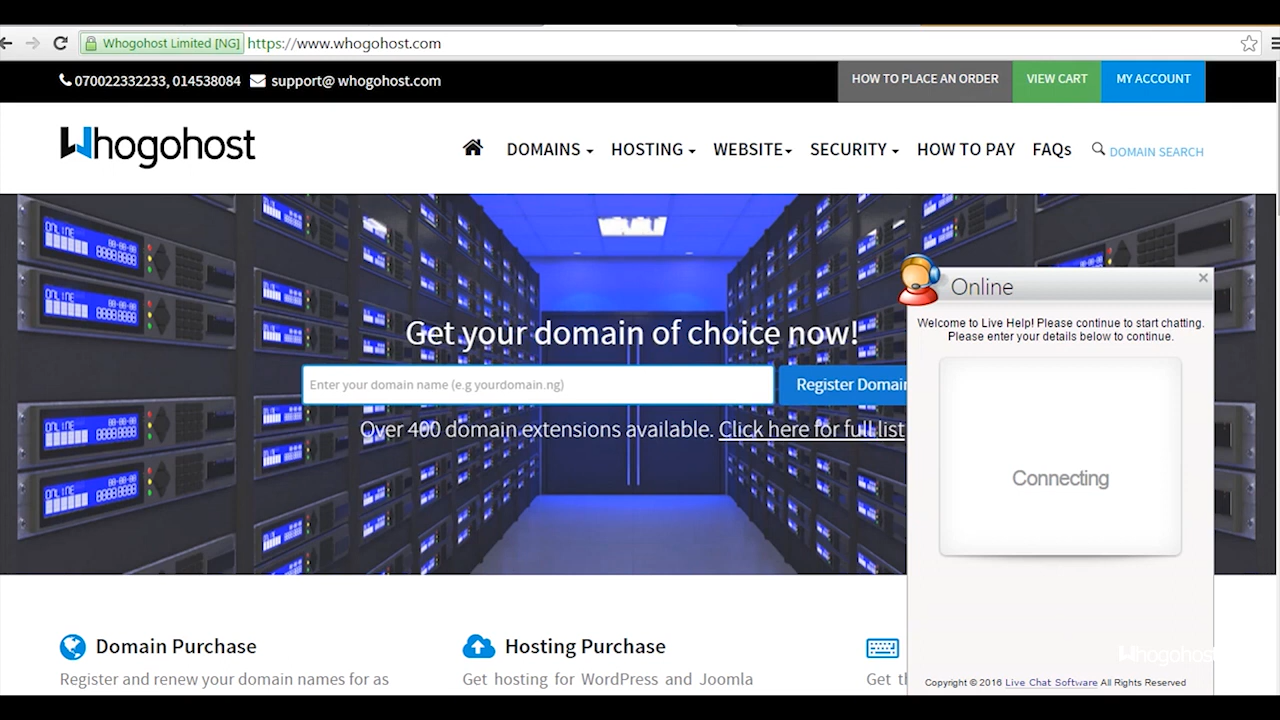 Whogohost Limited [NG] https://www.whogohost.com
070022332233, 014538084 support@ whogohost.com
HOW TO PLACE AN ORDER VIEW CART MY ACCOUNT
Whogohost
DOMAINS HOSTING WEBSITE SECURITY HOW TO PAY FAQs DOMAIN SEARCH
ONLINE
ONLINE
ONLINE
ONLINE
Get your domain of choice now!
Enter your domain name (e.g yourdomain.ng)
Register Domain
Over 400 domain extensions available. Click here for full list
Online
Welcome to Live Help! Please continue to start chatting.
Please enter your details below to continue.
Connecting
Whogohost
Copyright © 2016 Live Chat Software All Rights Reserved
Domain Purchase
Register and renew your domain names for as
Hosting Purchase
Get hosting for WordPress and Joomla
Get